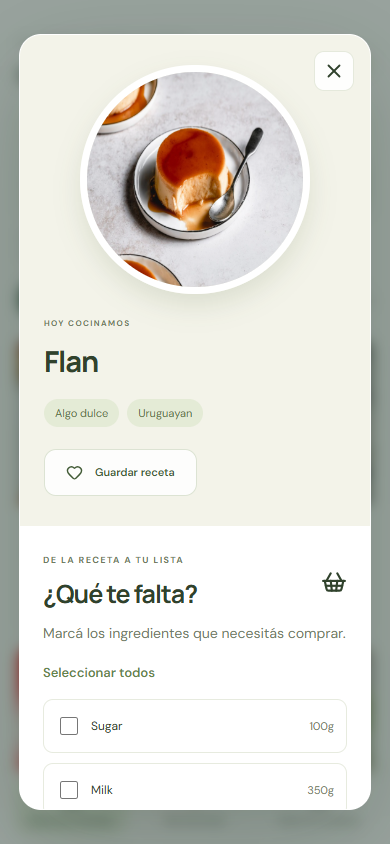 HOY COCINAMOS
Flan
Algo dulce
Uruguayan
Guardar receta
DE LA RECETA A TU LISTA
¿Qué te falta?
Marcá los ingredientes que necesitás comprar.
Seleccionar todos
Sugar 100g
Milk 350g